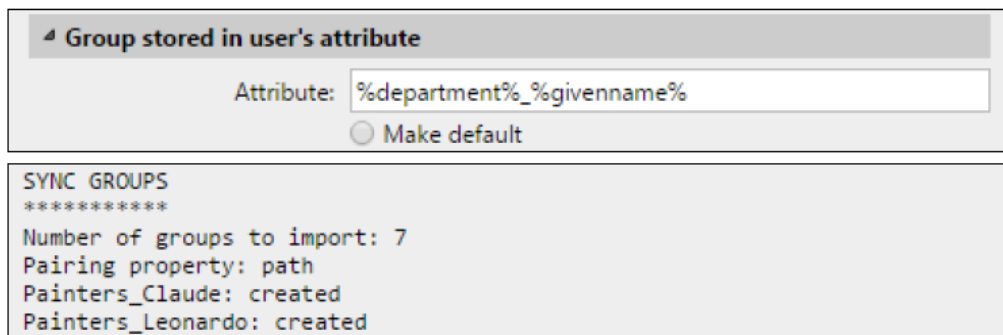 Group stored in user's attribute
Attribute: %department%_%givenname%
Make default
SYNC GROUPS
***********
Number of groups to import: 7
Pairing property: path
Painters_Claude: created
Painters_Leonardo: created